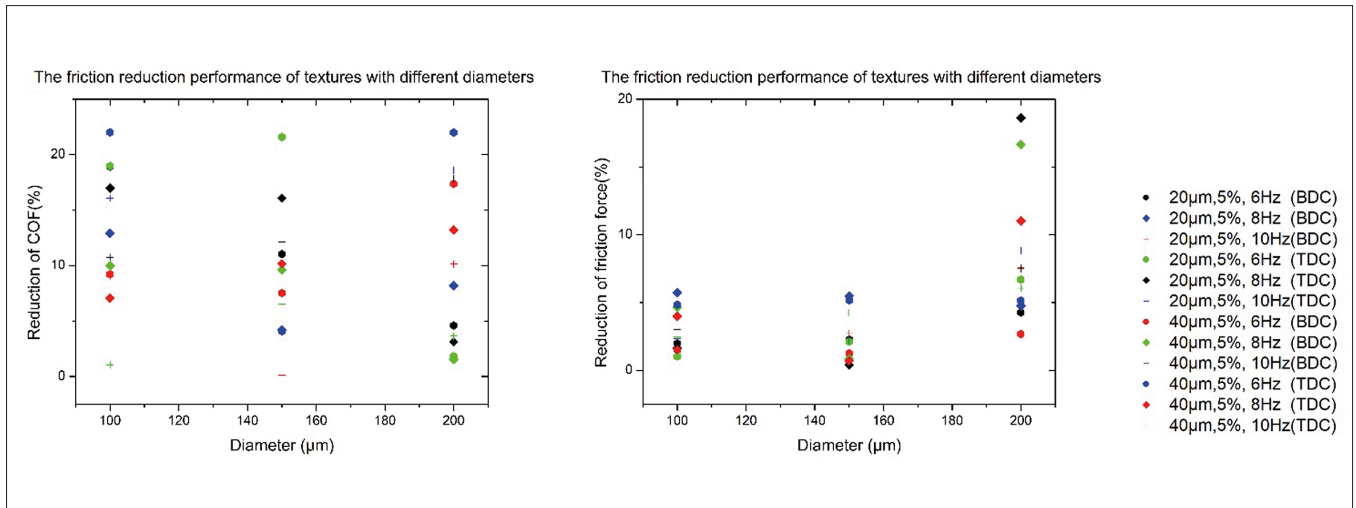 The friction reduction performance of textures with different diameters
Reduction of COF(%)
20
10
0
100 120 140 160 180 200
Diameter (µm)
The friction reduction performance of textures with different diameters
Reduction of friction force(%)
20
10
0
100 120 140 160 180 200
Diameter (µm)
20µm,5%, 6Hz (BDC)
20µm,5%, 8Hz (BDC)
20µm,5%, 10Hz(BDC)
20µm,5%, 6Hz (TDC)
20µm,5%, 8Hz (TDC)
20µm,5%, 10Hz(TDC)
40µm,5%, 6Hz (BDC)
40µm,5%, 8Hz (BDC)
40µm,5%, 10Hz(BDC)
40µm,5%, 6Hz (TDC)
40µm,5%, 8Hz (TDC)
40µm,5%, 10Hz(TDC)